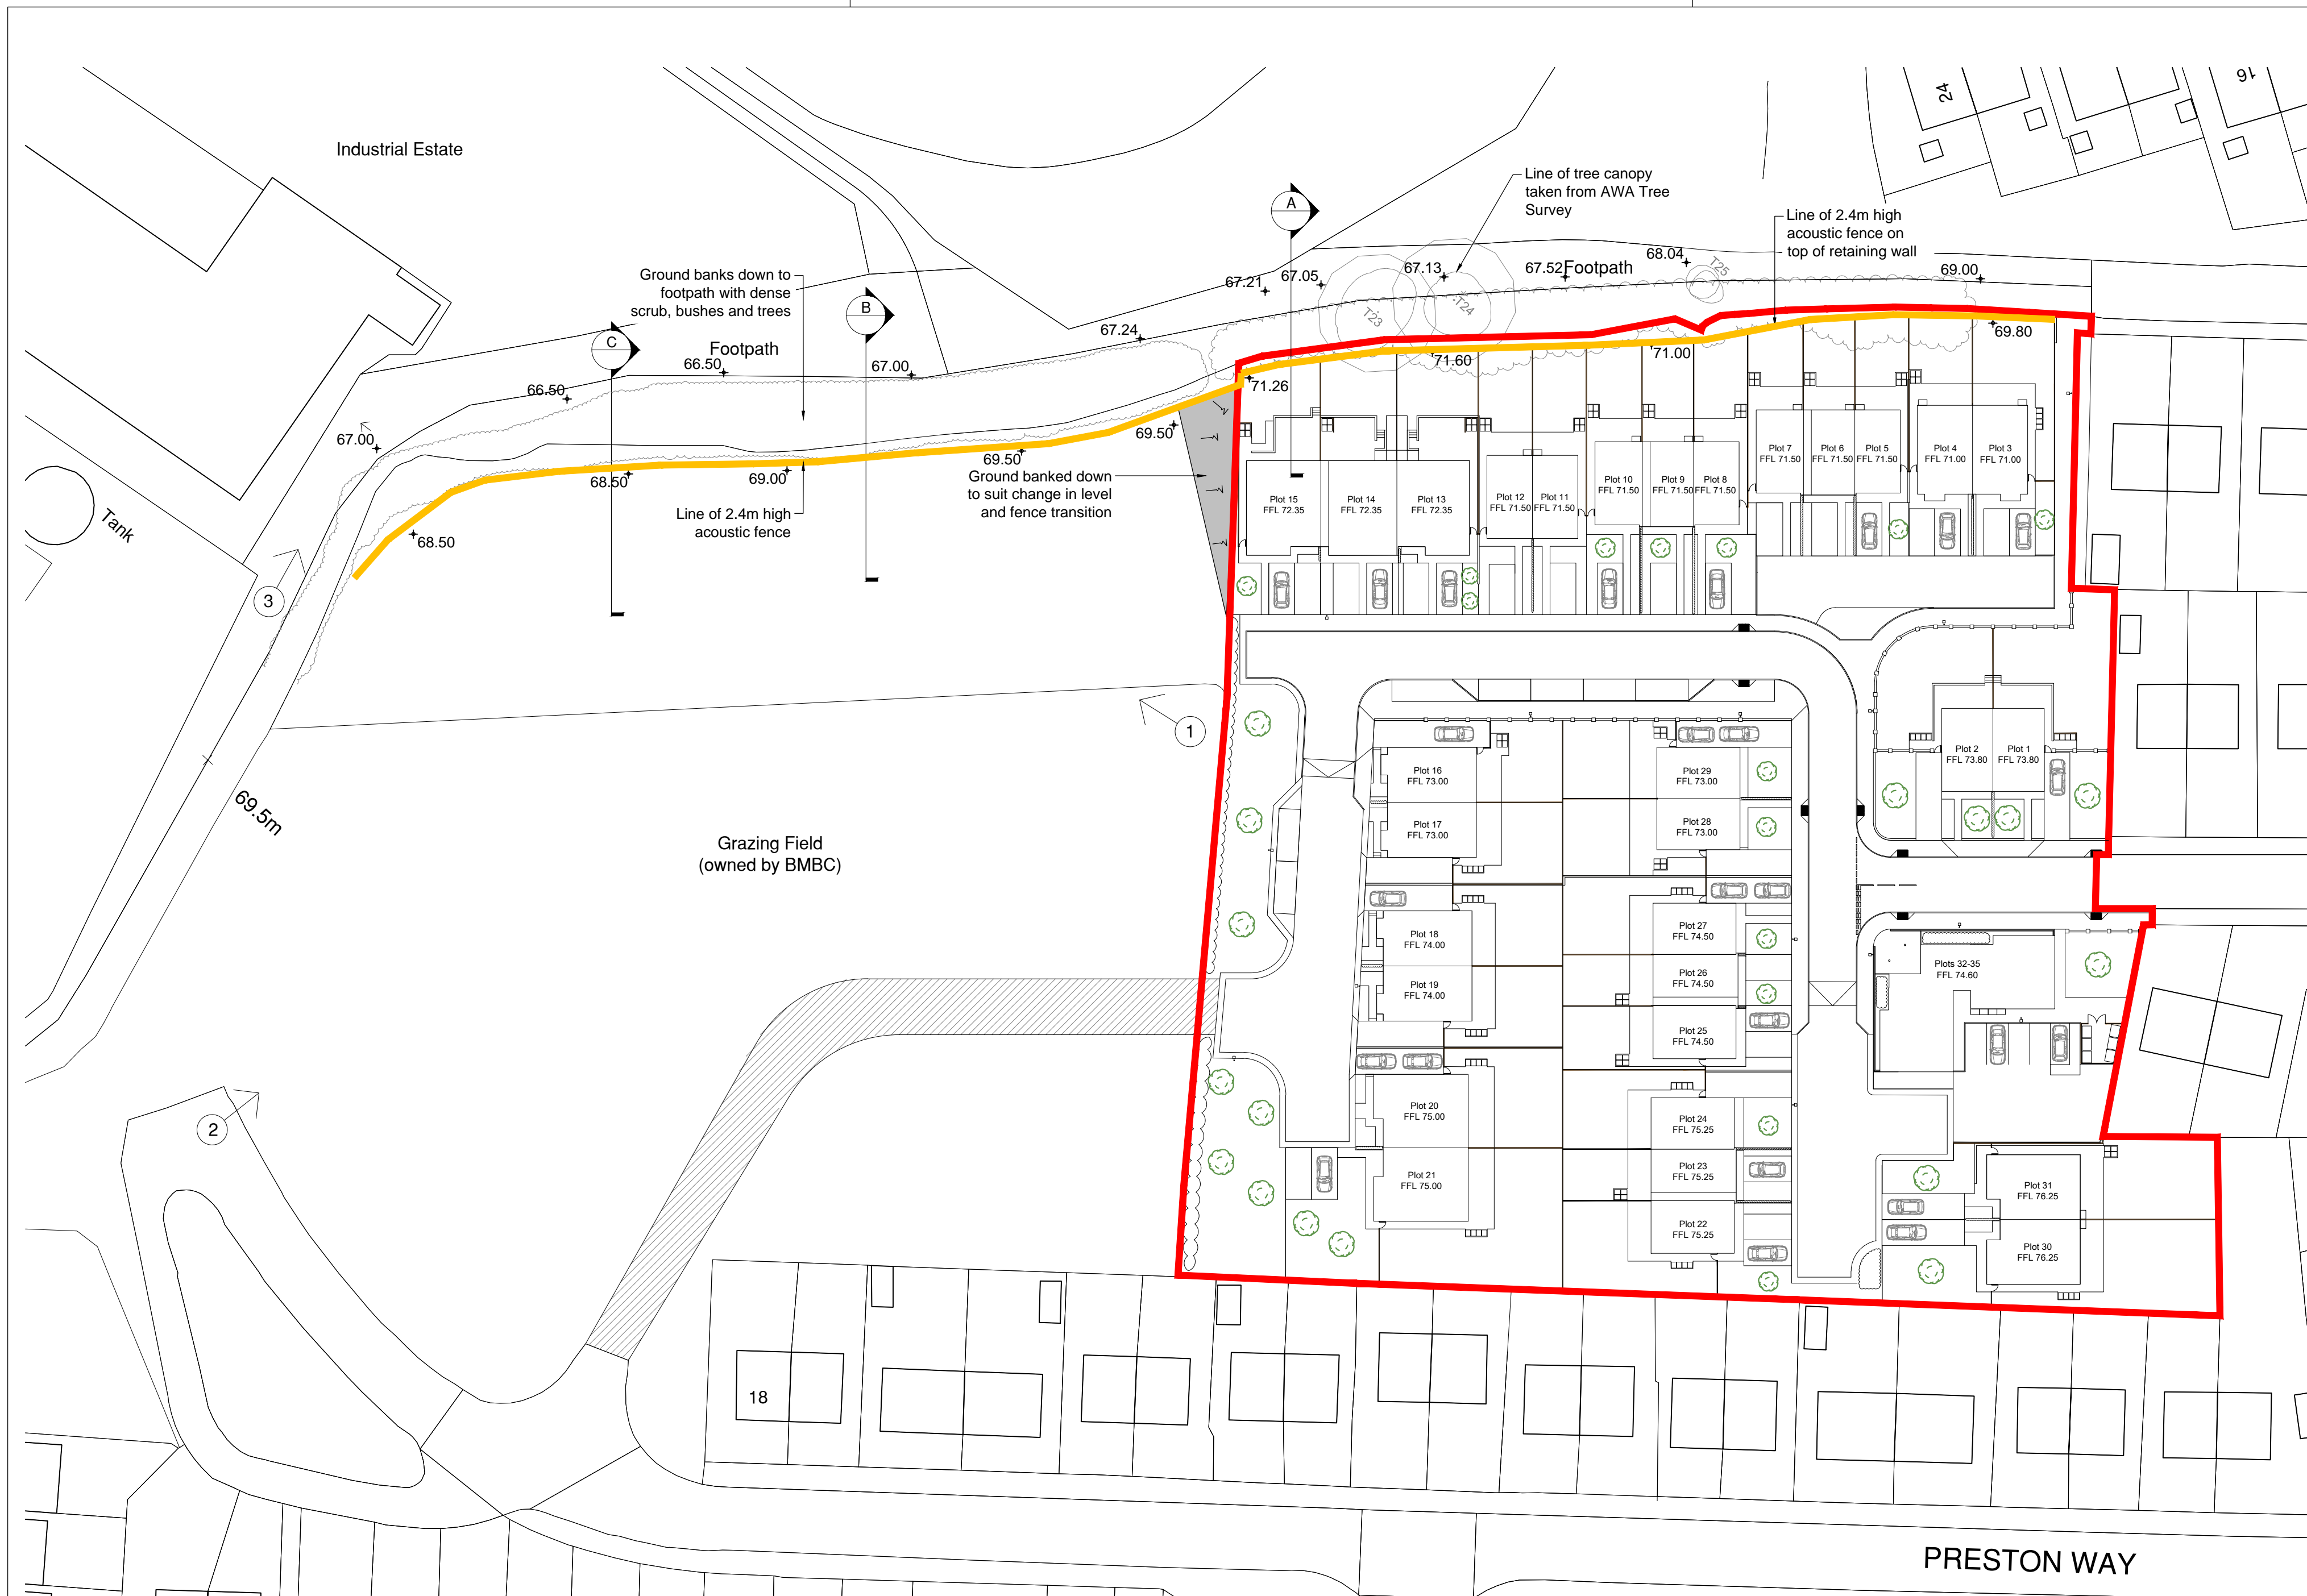 24
16
Industrial Estate
Line of tree canopy
taken from AWA Tree
Survey
A
Line of 2.4m high
acoustic fence on
top of retaining wall
Ground banks down to
footpath with dense
scrub, bushes and trees
B
C
Footpath
Footpath
67.21
67.05
67.13
67.52
68.04
69.00
T23
T24
T25
67.24
66.50
67.00
66.50
67.00
71.26
71.60
71.00
69.80
69.50
69.50
68.50
69.00
68.50
Ground banked down
to suit change in level
and fence transition
Line of 2.4m high
acoustic fence
Tank
3
Plot 15
FFL 72.35
Plot 14
FFL 72.35
Plot 13
FFL 72.35
Plot 12
FFL 71.50
Plot 11
FFL 71.50
Plot 10
FFL 71.50
Plot 9
FFL 71.50
Plot 8
FFL 71.50
Plot 7
FFL 71.50
Plot 6
FFL 71.50
Plot 5
FFL 71.50
Plot 4
FFL 71.00
Plot 3
FFL 71.00
1
Plot 2
FFL 73.80
Plot 1
FFL 73.80
Plot 16
FFL 73.00
Plot 29
FFL 73.00
Plot 17
FFL 73.00
Plot 28
FFL 73.00
69.5m
Grazing Field
(owned by BMBC)
Plot 18
FFL 74.00
Plot 27
FFL 74.50
Plot 19
FFL 74.00
Plot 26
FFL 74.50
Plots 32-35
FFL 74.60
Plot 25
FFL 74.50
2
Plot 20
FFL 75.00
Plot 24
FFL 75.25
Plot 21
FFL 75.00
Plot 23
FFL 75.25
Plot 22
FFL 75.25
Plot 31
FFL 76.25
Plot 30
FFL 76.25
18
PRESTON WAY